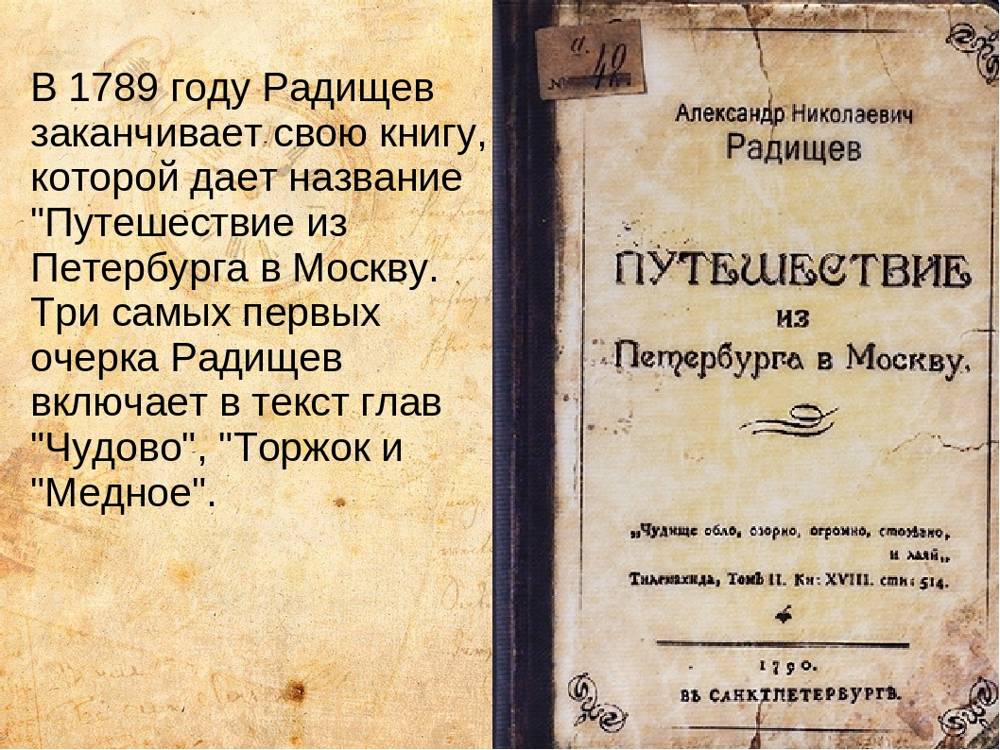 В 1789 году Радищев
заканчивает свою книгу,
которой дает название
"Путешествие из
Петербурга в Москву.
Три самых первых
очерка Радищев
включает в текст глав
"Чудово", "Торжок и
"Медное".
а.
№ 42
Александр Николаевич
Радищев
ПУТЕШЕСТВИЕ
из
Петербурга в Москву.
„Чудище обло, озорно, огромно, стозѣвно,
и лаяй„
Тилемахида, Томъ II. Кн: XVIII. сти: 514.
1790.
ВЪ САНКТПЕТЕРБУРГѢ.